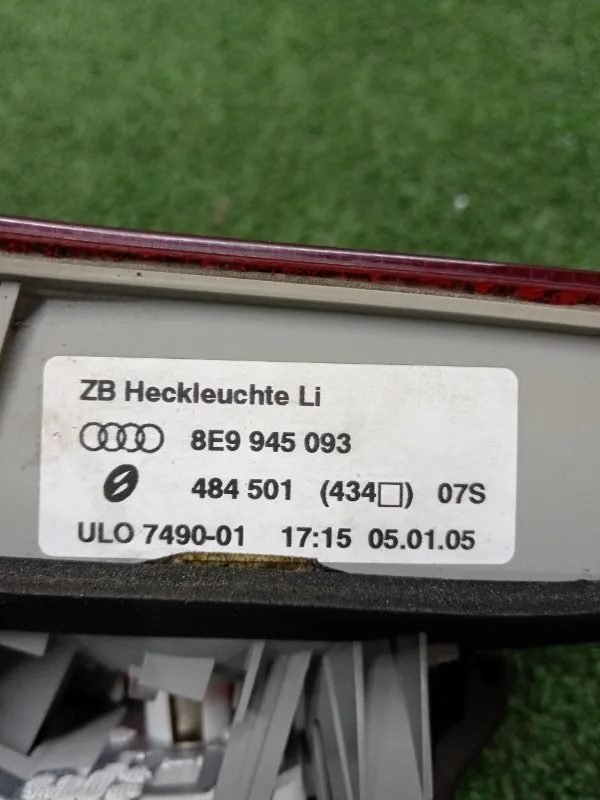 ZB Heckleuchte Li
8E9 945 093
484 501 (434□) 07S
ULO 7490-01 17:15 05.01.05